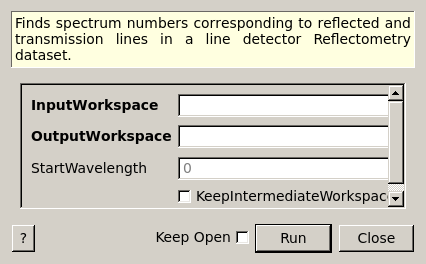 Finds spectrum numbers corresponding to reflected and
transmission lines in a line detector Reflectometry
dataset.
InputWorkspace
OutputWorkspace
StartWavelength 0
KeepIntermediateWorkspac
? Keep Open Run Close